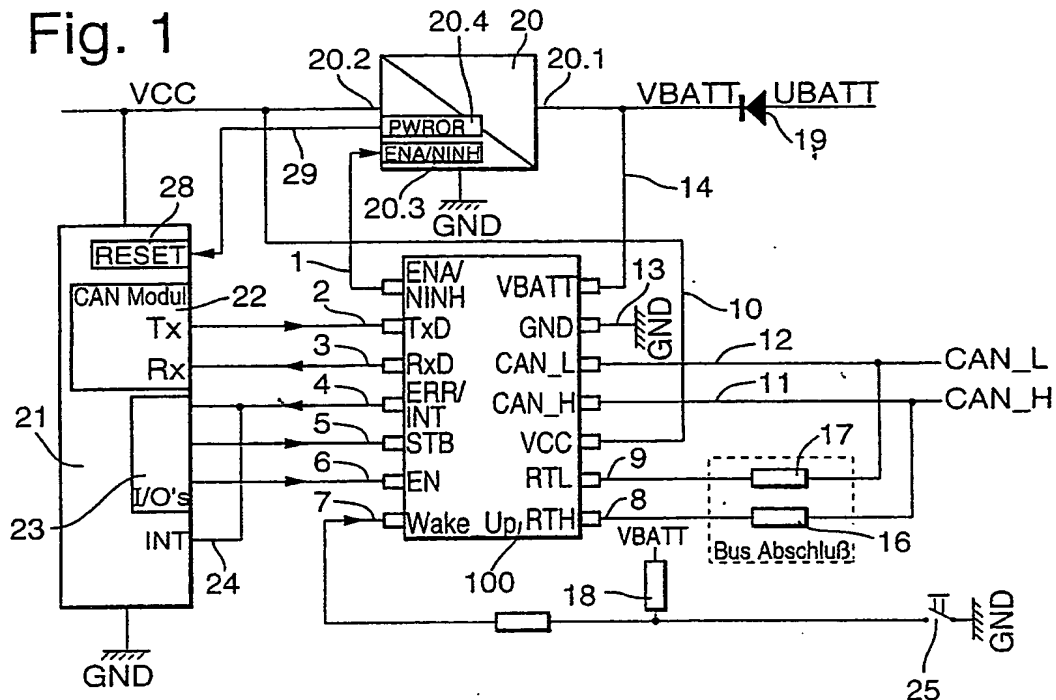 Fig. 1
20.4
20
20.2
20.1
VCC
VBATT
UBATT
PWROR
29
19
ENA/NINH
20.3
14
GND
28
RESET
1
ENA/
NINH
VBATT
13
10
CAN Modul
22
2
Tx
TxD
GND
GND
3
12
Rx
RxD
CAN_L
CAN_L
4
ERR/
INT
11
CAN_H
CAN_H
21
5
STB
VCC
17
6
9
EN
RTL
I/O's
23
7
8
Wake Up
RTH
16
INT
VBATT
Bus Abschluß
24
100
18
GND
GND
25